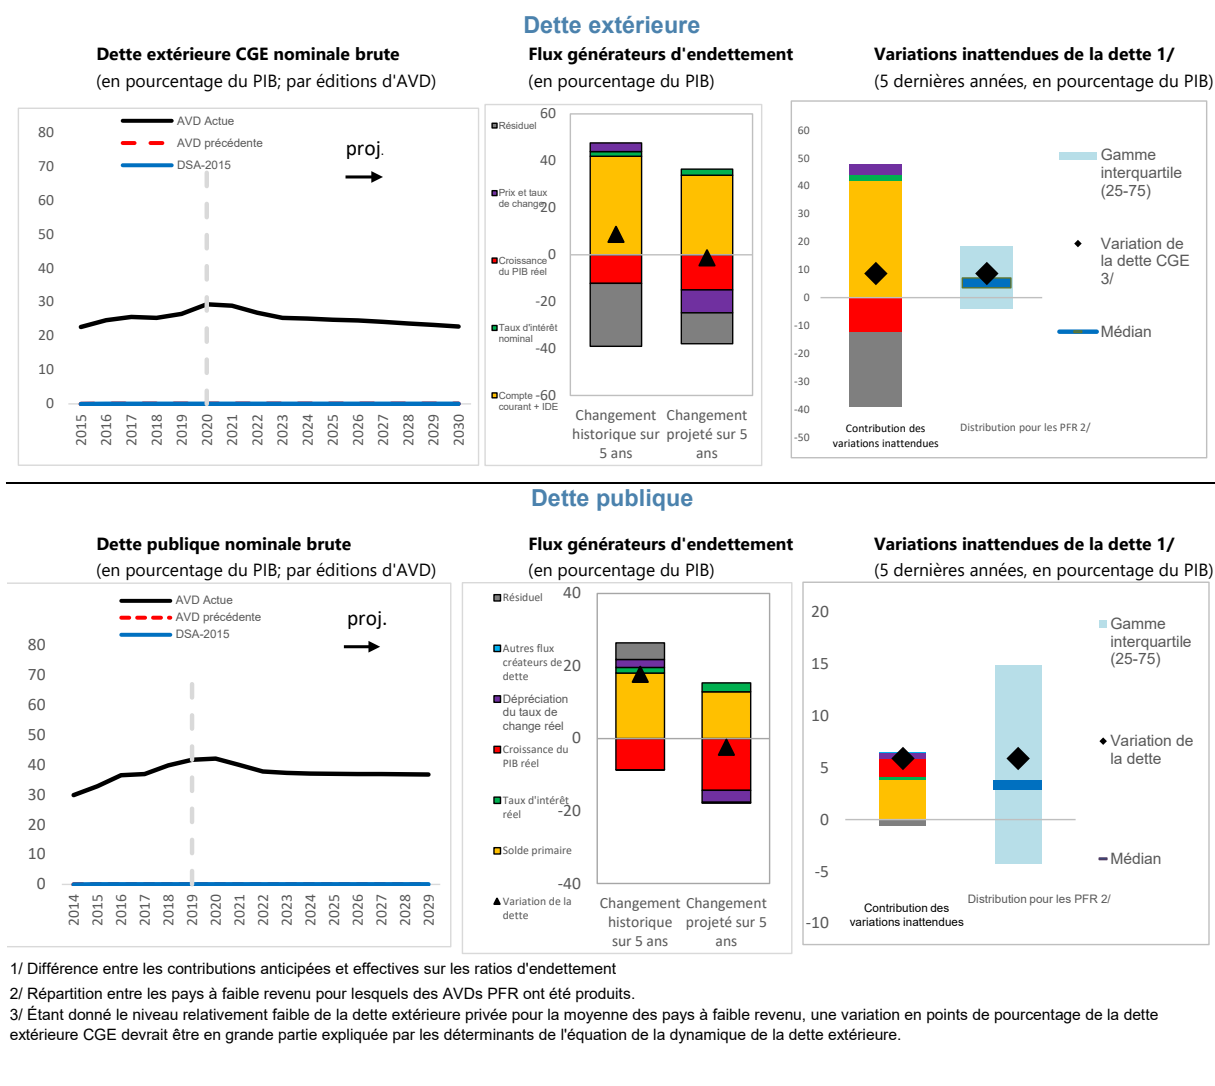 Dette extérieure
Dette extérieure CGE nominale brute
(en pourcentage du PIB; par éditions d'AVD)
AVD Actue
AVD précédente
DSA-2015
proj.
80
70
60
50
40
30
20
10
0
2015
2016
2017
2018
2019
2020
2021
2022
2023
2024
2025
2026
2027
2028
2029
2030
Flux générateurs d'endettement
(en pourcentage du PIB)
60
40
20
0
-20
-40
-60
Résiduel
Prix et taux
de change
Croissance
du PIB réel
Taux d'intérêt
nominal
Compte
courant + IDE
Changement
historique sur
5 ans
Changement
projeté sur 5
ans
Variations inattendues de la dette 1/
(5 dernières années, en pourcentage du PIB)
60
50
40
30
20
10
0
-10
-20
-30
-40
-50
Contribution des
variations inattendues
Distribution pour les PFR 2/
Gamme
interquartile
(25-75)
Variation de
la dette CGE
3/
Médian
Dette publique
Dette publique nominale brute
(en pourcentage du PIB; par éditions d'AVD)
AVD Actue
AVD précédente
DSA-2015
proj.
80
70
60
50
40
30
20
10
0
2014
2015
2016
2017
2018
2019
2020
2021
2022
2023
2024
2025
2026
2027
2028
2029
Flux générateurs d'endettement
(en pourcentage du PIB)
40
20
0
-20
-40
Résiduel
Autres flux
créateurs de
dette
Dépréciation
du taux de
change réel
Croissance du
PIB réel
Taux d'intérêt
réel
Solde primaire
Variation de la
dette
Changement
historique
sur 5 ans
Changement
projeté sur 5
ans
Variations inattendues de la dette 1/
(5 dernières années, en pourcentage du PIB)
20
15
10
5
0
-5
-10
Contribution des
variations inattendues
Distribution pour les PFR 2/
Gamme
interquartile
(25-75)
Variation de
la dette
Médian
1/ Différence entre les contributions anticipées et effectives sur les ratios d'endettement
2/ Répartition entre les pays à faible revenu pour lesquels des AVDs PFR ont été produits.
3/ Étant donné le niveau relativement faible de la dette extérieure privée pour la moyenne des pays à faible revenu, une variation en points de pourcentage de la dette
extérieure CGE devrait être en grande partie expliquée par les déterminants de l'équation de la dynamique de la dette extérieure.